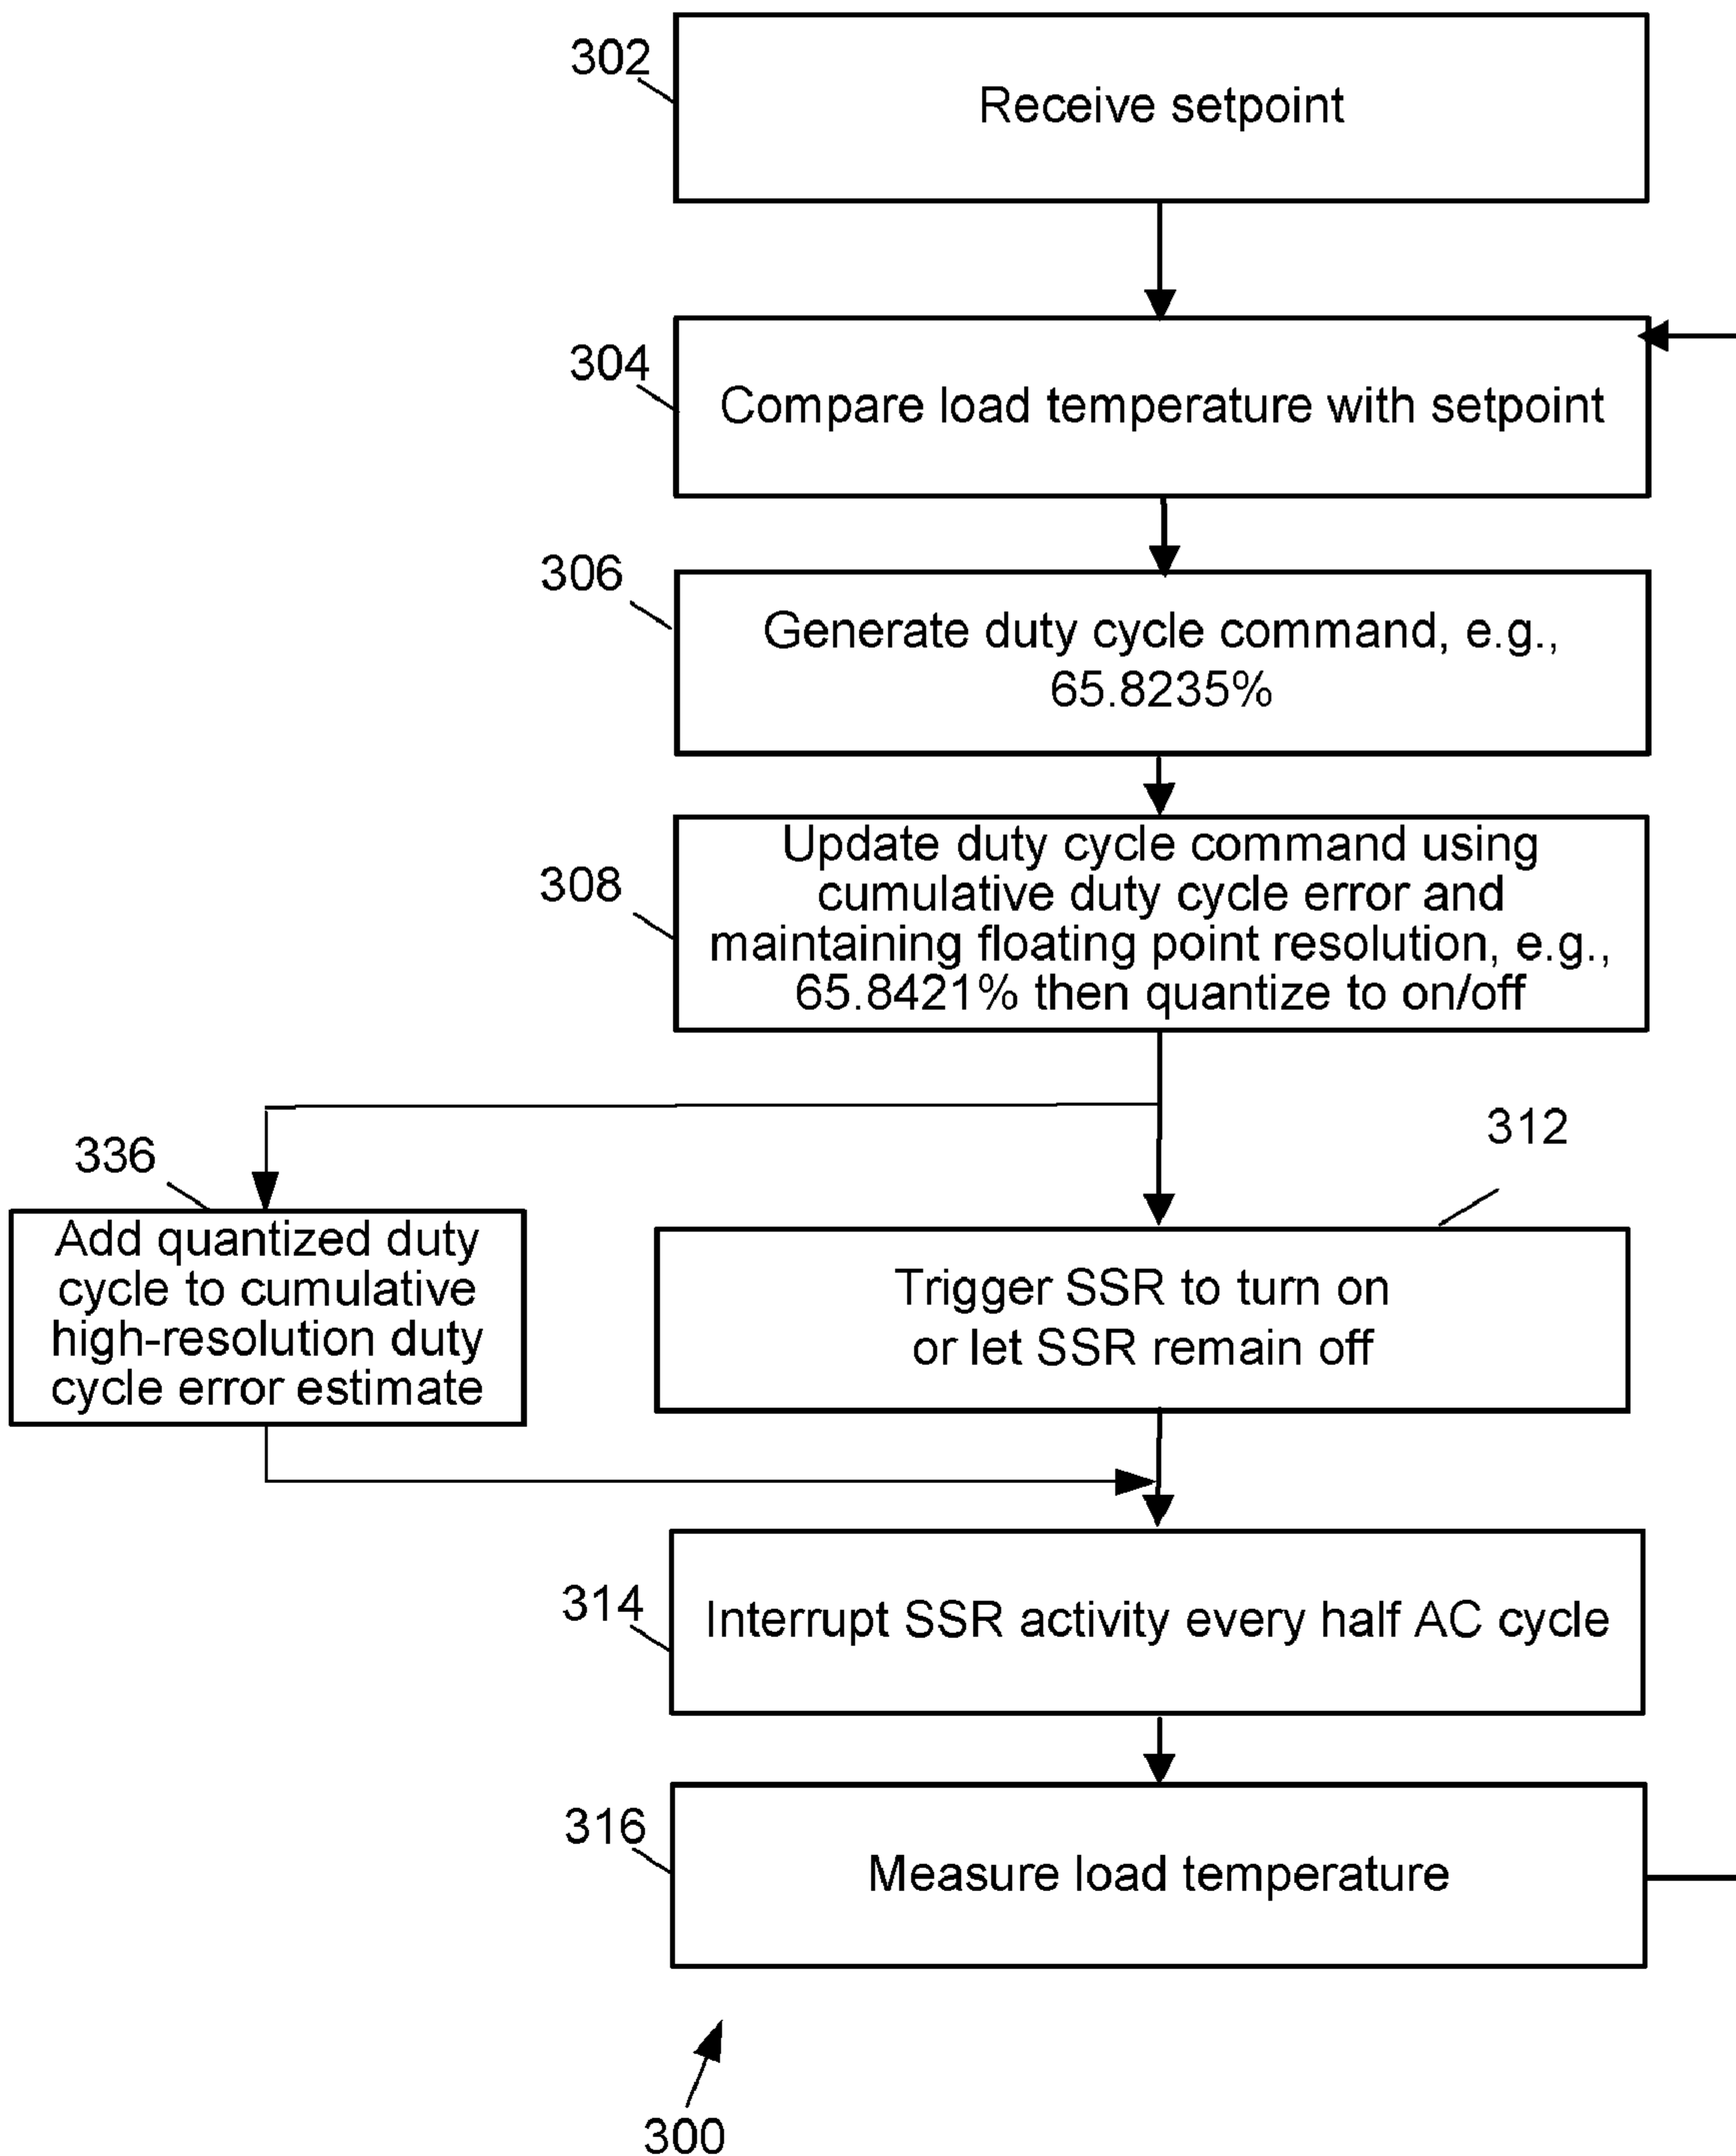 302
Receive setpoint
304
Compare load temperature with setpoint
306
Generate duty cycle command, e.g.,
65.8235%
308
Update duty cycle command using
cumulative duty cycle error and
maintaining floating point resolution, e.g.,
65.8421% then quantize to on/off
336
Add quantized duty
cycle to cumulative
high-resolution duty
cycle error estimate
312
Trigger SSR to turn on
or let SSR remain off
314
Interrupt SSR activity every half AC cycle
316
Measure load temperature
300